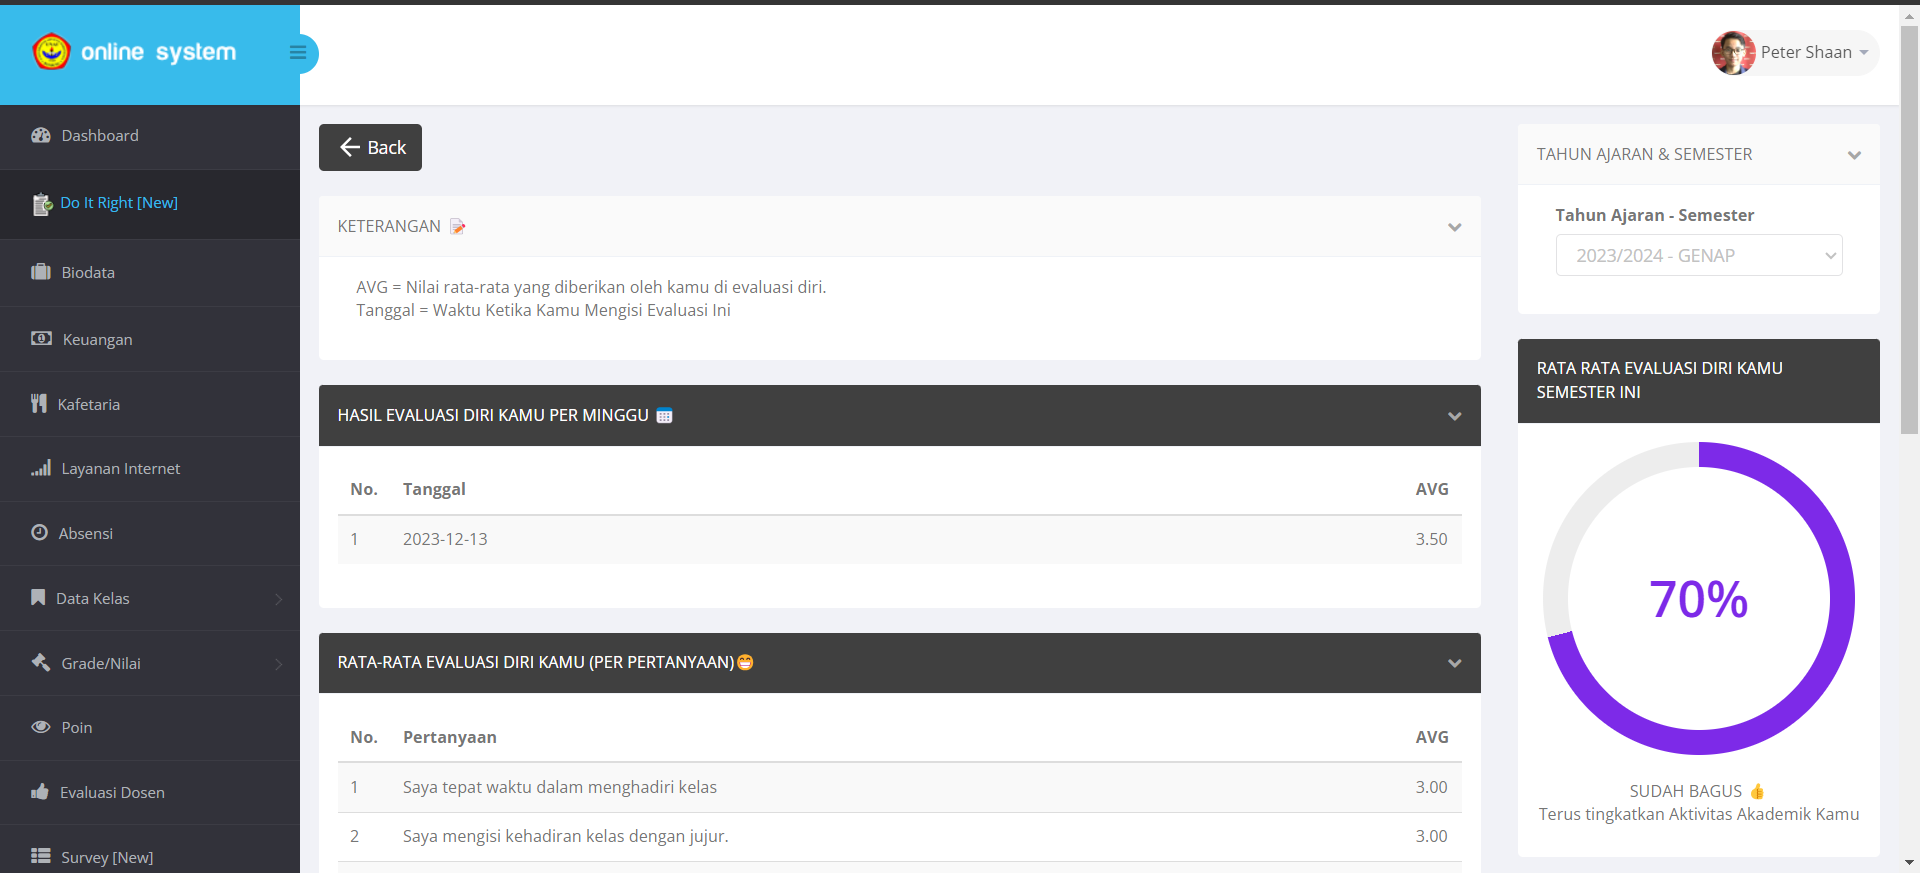 online system
Peter Shaan
Dashboard
Do It Right [New]
Biodata
Keuangan
Kafetaria
Layanan Internet
Absensi
Data Kelas
Grade/Nilai
Poin
Evaluasi Dosen
Survey [New]
Back
KETERANGAN
AVG = Nilai rata-rata yang diberikan oleh kamu di evaluasi diri.
Tanggal = Waktu Ketika Kamu Mengisi Evaluasi Ini
HASIL EVALUASI DIRI KAMU PER MINGGU
No. Tanggal AVG
1 2023-12-13 3.50
RATA-RATA EVALUASI DIRI KAMU (PER PERTANYAAN)
No. Pertanyaan AVG
1 Saya tepat waktu dalam menghadiri kelas 3.00
2 Saya mengisi kehadiran kelas dengan jujur. 3.00
TAHUN AJARAN & SEMESTER
Tahun Ajaran - Semester
2023/2024 - GENAP
RATA RATA EVALUASI DIRI KAMU
SEMESTER INI
70%
SUDAH BAGUS 👍
Terus tingkatkan Aktivitas Akademik Kamu